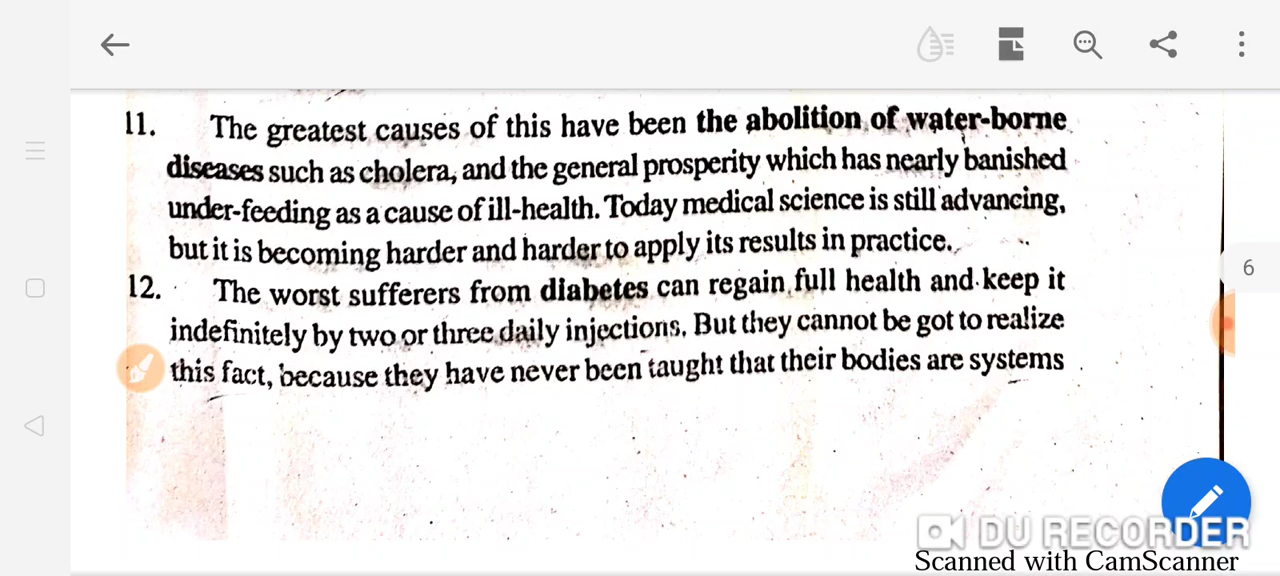 11. The greatest causes of this have been the abolition of water-borne
diseases such as cholera, and the general prosperity which has nearly banished
under-feeding as a cause of ill-health. Today medical science is still advancing,
but it is becoming harder and harder to apply its results in practice.
6
12. The worst sufferers from diabetes can regain full health and keep it
indefinitely by two or three daily injections. But they cannot be got to realize
this fact, because they have never been taught that their bodies are systems
DU RECORDER
Scanned with CamScanner